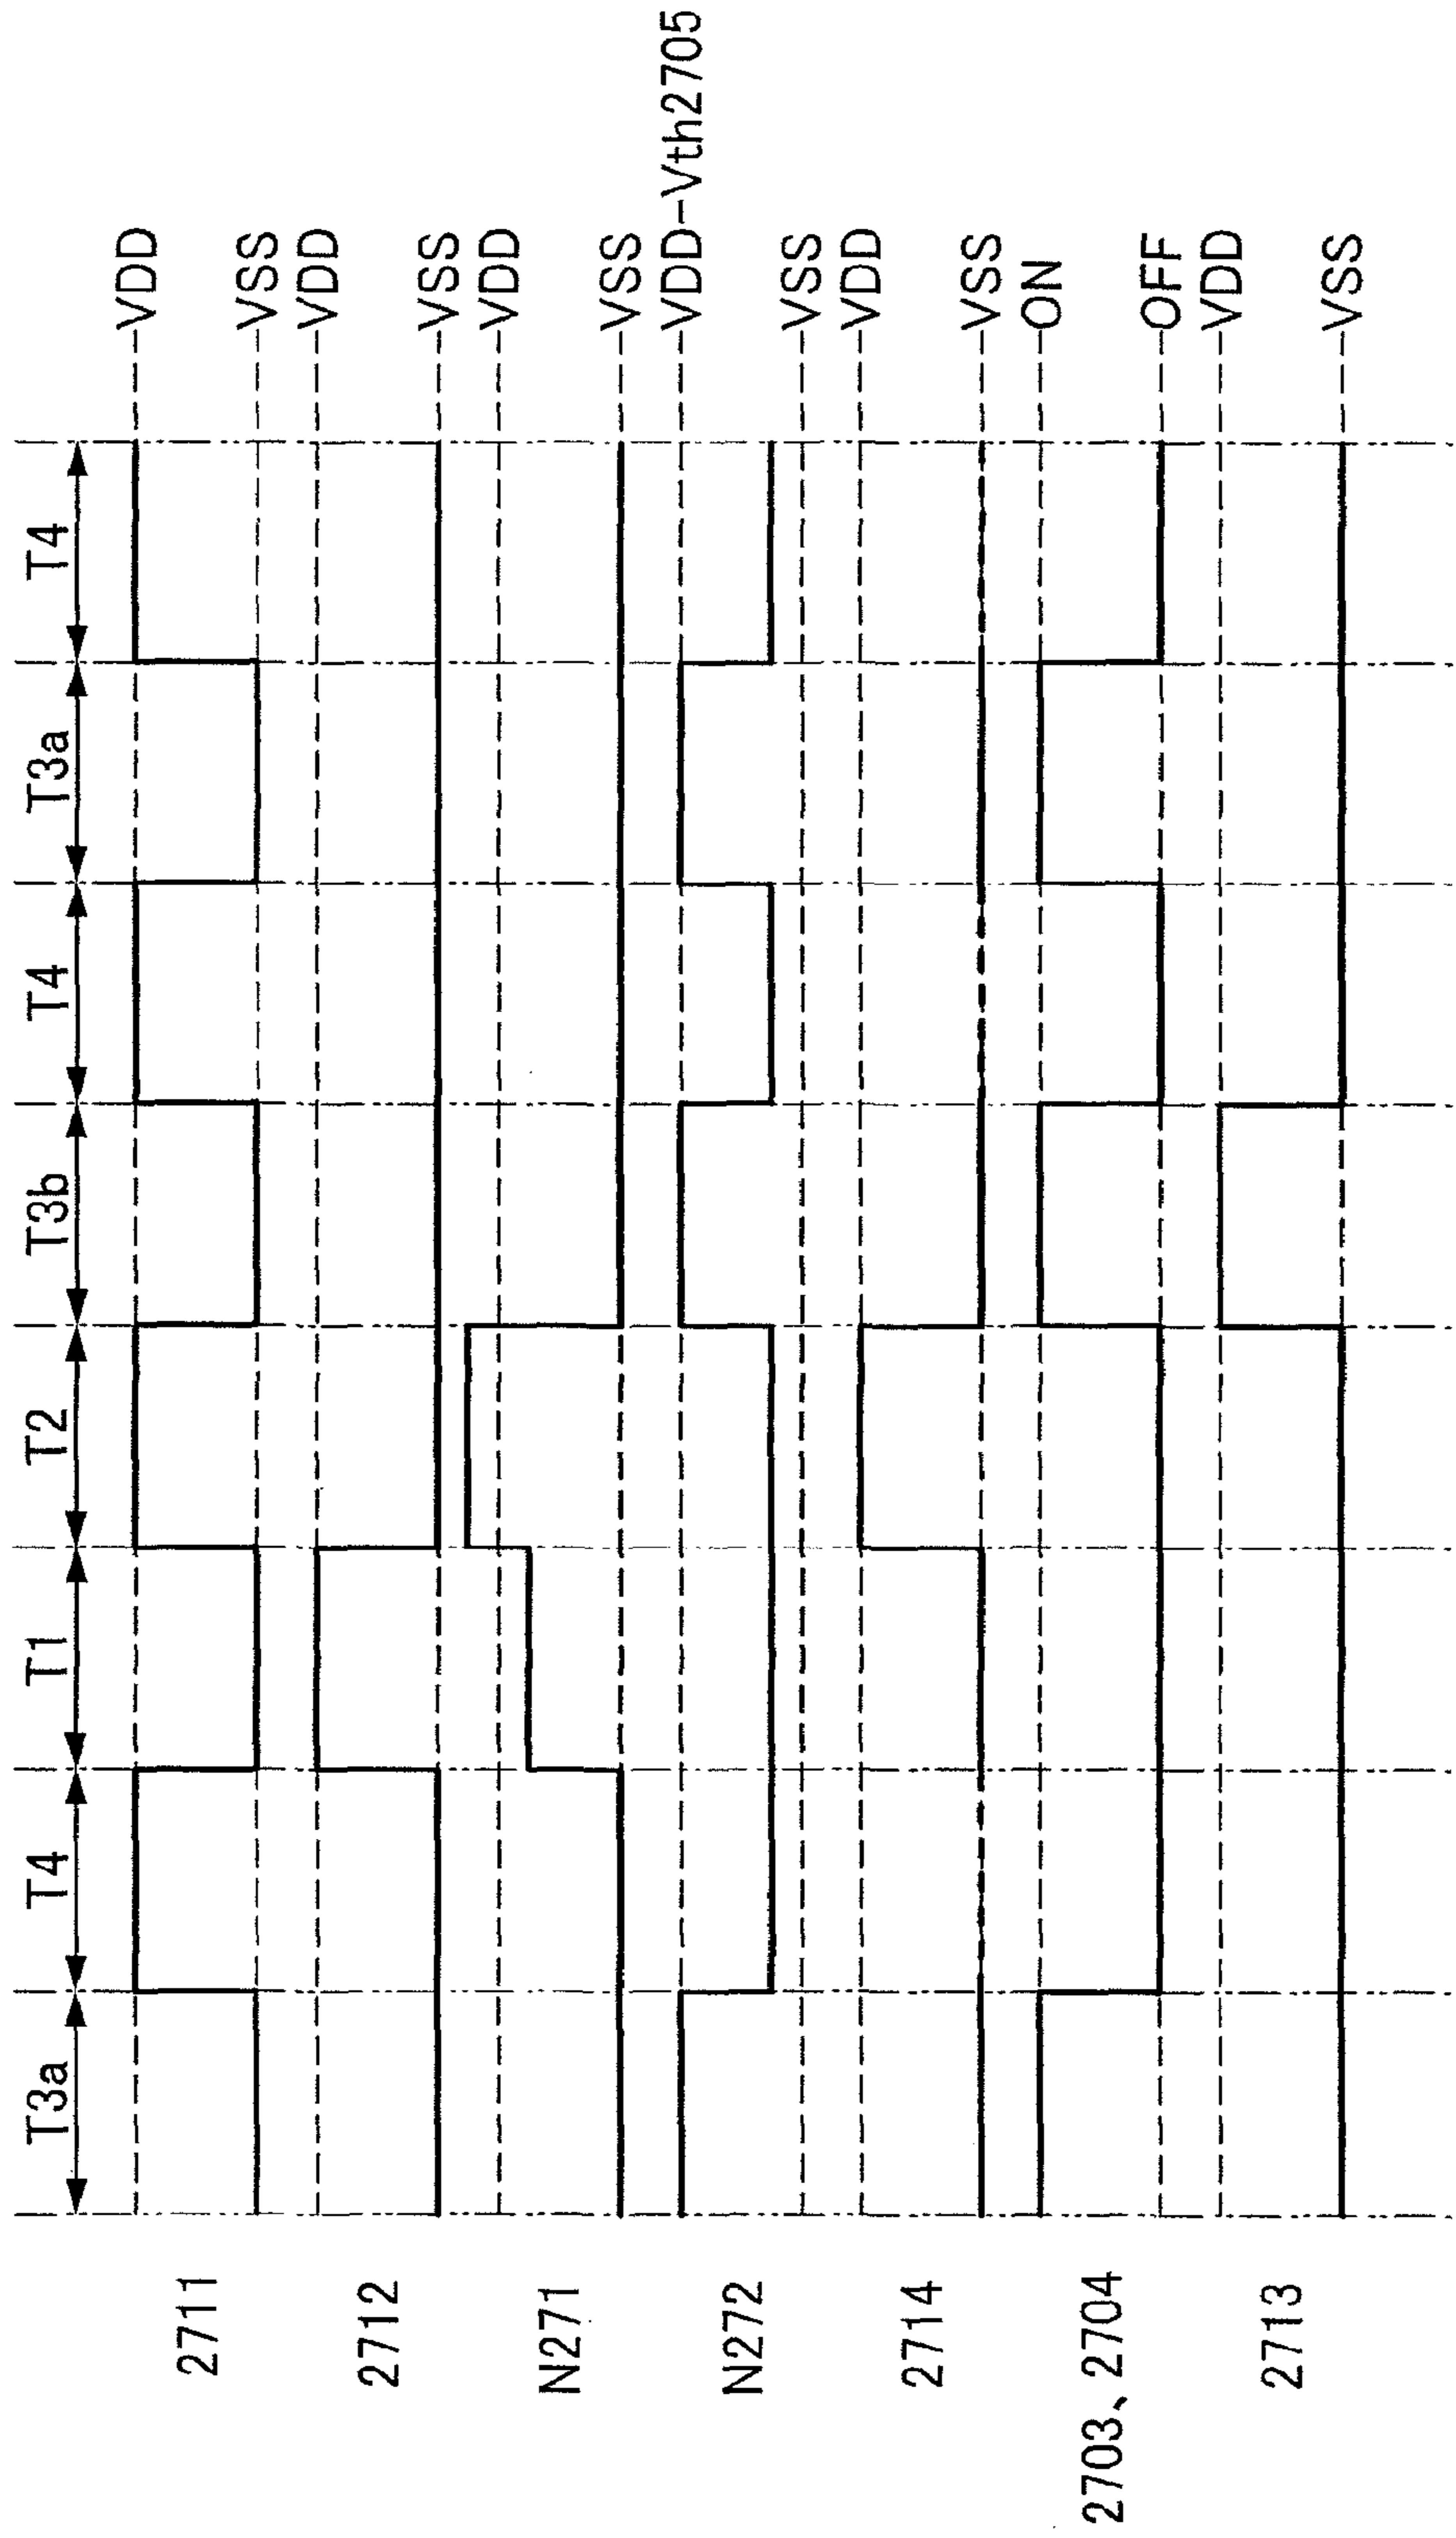 T3a T4 T1 T2 T3b T4 T3a T4
2711 VDD
VSS
2712 VDD
VSS
N271 VDD
VSS
N272 VDD-Vth2705
VSS
2714 VDD
VSS
2703、2704 ON
OFF
2713 VDD
VSS